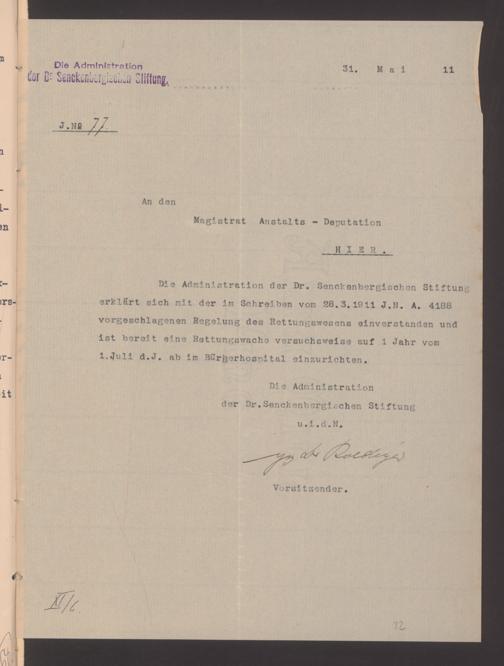 Die Administration
der Dr Senckenbergischen Stiftung.
31. Mai 11
J.No 77
An den
Magistrat Anstalts - Deputation
HIER.
Die Administration der Dr. Senckenbergischen Stiftung
erklärt sich mit der im Schreiben vom 28.3.1911 J.N. A. 4188
vorgeschlagenen Regelung des Rettungswesens einverstanden und
ist bereit eine Rettungswache versuchsweise auf 1 Jahr vom
1.Juli d.J. ab im Bürgerhospital einzurichten.
Die Administration
der Dr.Senckenbergischen Stiftung
u.i.d.N.
Vorsitzender.
XI/6.
12